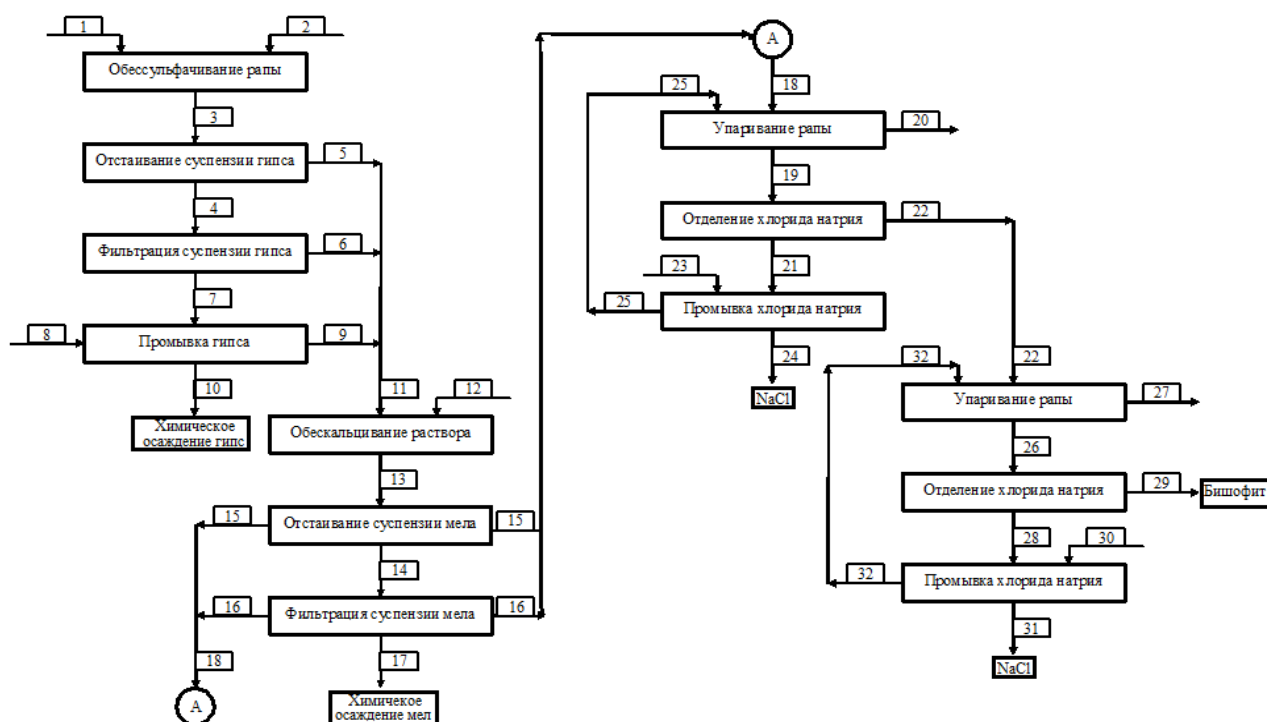 1
2
Обессульфачивание рапы
3
Отстаивание суспензии гипса
5
4
Фильтрация суспензии гипса
6
7
8
Промывка гипса
9
10
11
12
Химическое
осаждение гипс
Обескальцивание раствора
13
15
Отстаивание суспензии мела
15
14
16
Фильтрация суспензии мела
16
18
17
А
Химичекое
осаждение мел
А
25
18
Упаривание рапы
20
19
Отделение хлорида натрия
22
23
21
25
Промывка хлорида натрия
24
NaCl
32
22
Упаривание рапы
27
26
Отделение хлорида натрия
29
Бишофит
28
30
32
Промывка хлорида натрия
31
NaCl